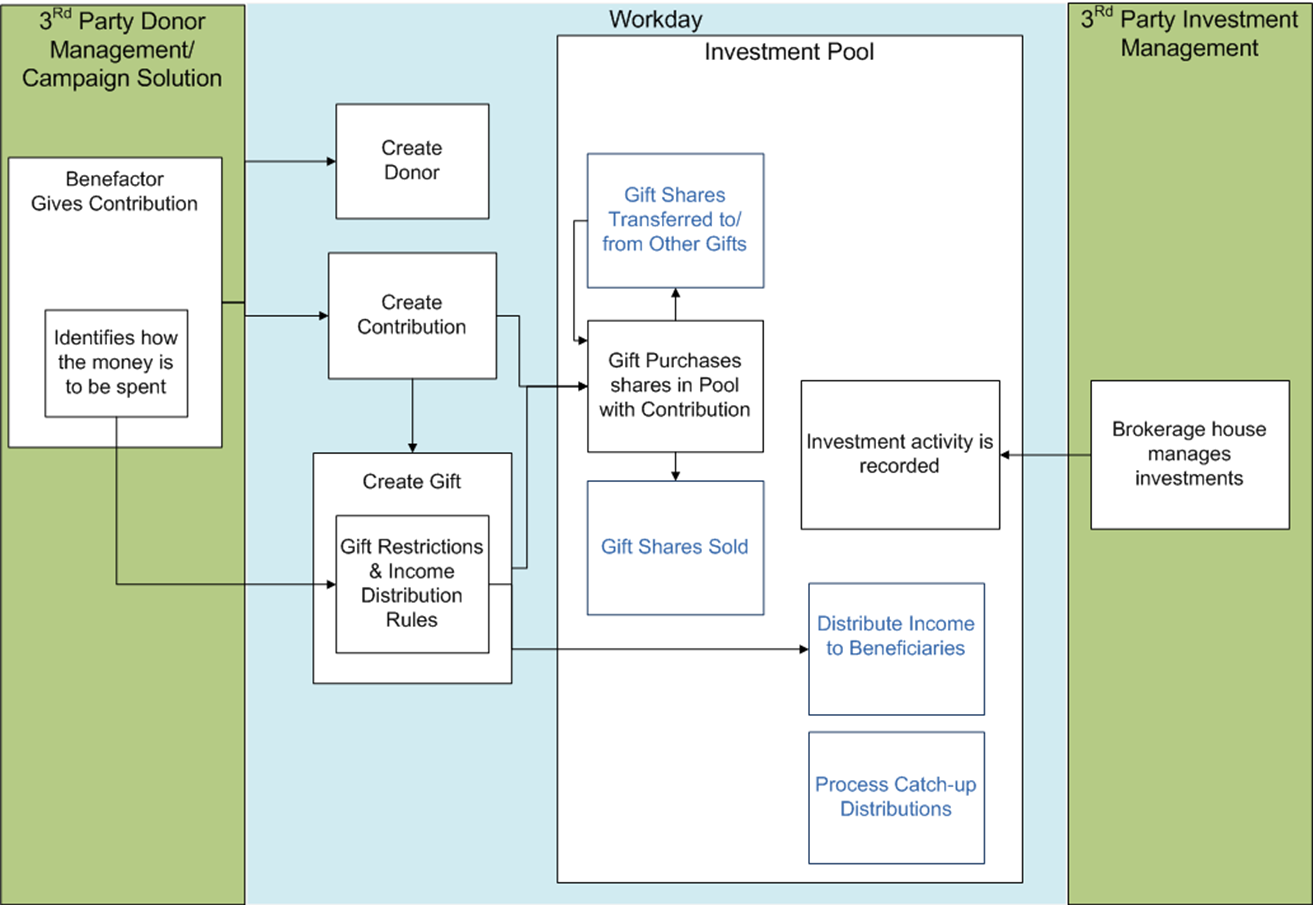 3Rd Party Donor
Management/
Campaign Solution
Benefactor
Gives Contribution
Identifies how
the money is
to be spent
Workday
Create
Donor
Create
Contribution
Create Gift
Gift Restrictions
& Income
Distribution
Rules
Investment Pool
Gift Shares
Transferred to/
from Other Gifts
Gift Purchases
shares in Pool
with Contribution
Gift Shares Sold
Investment activity is
recorded
Distribute Income
to Beneficiaries
Process Catch-up
Distributions
3Rd Party Investment
Management
Brokerage house
manages
investments